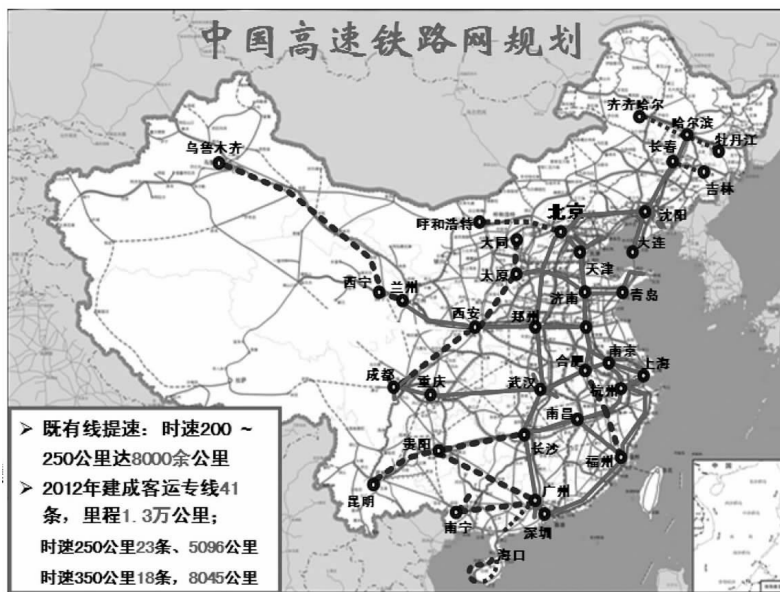 中国高速铁路网规划
齐齐哈尔
哈尔滨
牡丹江
长春
吉林
乌鲁木齐
北京
沈阳
呼和浩特
大同
大连
天津
太原
西宁
兰州
济南
青岛
西安
郑州
合肥
南京
上海
成都
重庆
武汉
杭州
南昌
贵阳
长沙
福州
昆明
广州
南宁
深圳
海口
➢ 既有线提速：时速200 ~
250公里达8000余公里
➢ 2012年建成客运专线41
条，里程1.3万公里；
时速250公里23条、5096公里
时速350公里18条，8045公里
中 国